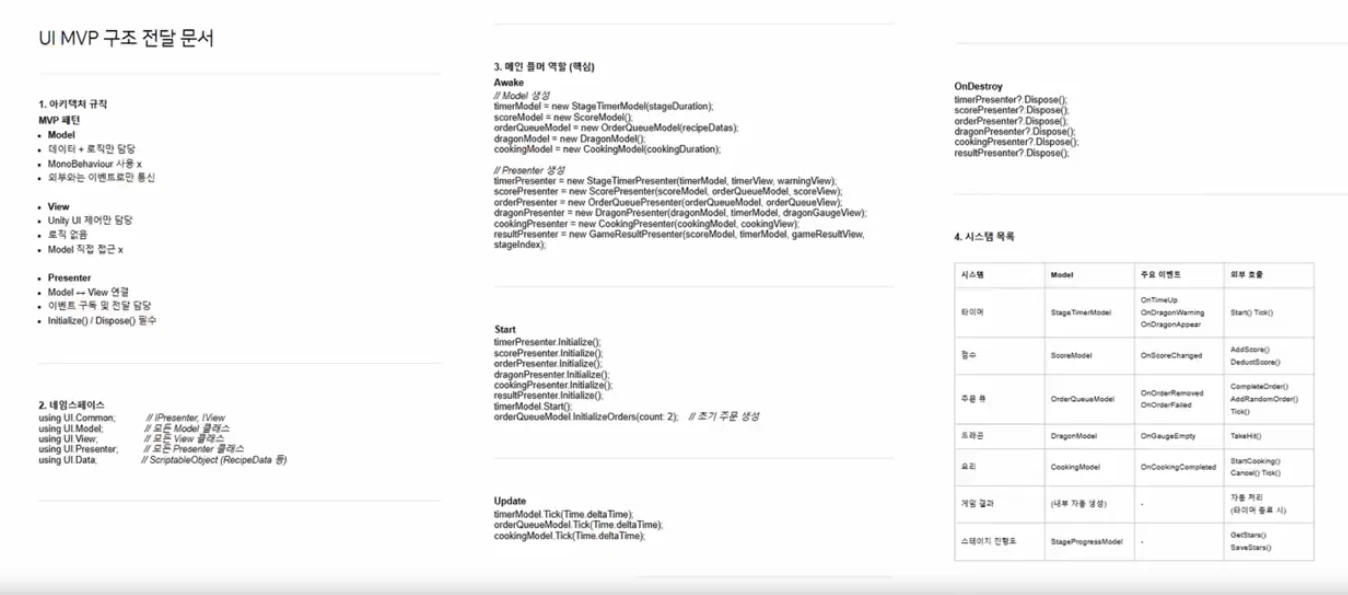 UI MVP 구조 전달 문서
1. 아키텍처 규칙
MVP 패턴
• Model
• 데이터 + 로직만 담당
• MonoBehaviour 사용 x
• 외부와는 이벤트로만 통신
• View
• Unity UI 제어만 담당
• 로직 없음
• Model 직접 접근 x
• Presenter
• Model ↔ View 연결
• 이벤트 구독 및 전달 담당
• Initialize() / Dispose() 필수
2. 네임스페이스
using UI.Common; // IPresenter, IView
using UI.Model; // 모든 Model 클래스
using UI.View; // 모든 View 클래스
using UI.Presenter; // 모든 Presenter 클래스
using UI.Data; // ScriptableObject (RecipeData 등)
3. 메인 플머 역할 (핵심)
Awake
// Model 생성
timerModel = new StageTimerModel(stageDuration);
scoreModel = new ScoreModel();
orderQueueModel = new OrderQueueModel(recipeDatas);
dragonModel = new DragonModel();
cookingModel = new CookingModel(cookingDuration);
// Presenter 생성
timerPresenter = new StageTimerPresenter(timerModel, timerView, warningView);
scorePresenter = new ScorePresenter(scoreModel, orderQueueModel, scoreView);
orderPresenter = new OrderQueuePresenter(orderQueueModel, orderQueueView);
dragonPresenter = new DragonPresenter(dragonModel, timerModel, dragonGaugeView);
cookingPresenter = new CookingPresenter(cookingModel, cookingView);
resultPresenter = new GameResultPresenter(scoreModel, timerModel, gameResultView,
stageIndex);
Start
timerPresenter.Initialize();
scorePresenter.Initialize();
orderPresenter.Initialize();
dragonPresenter.Initialize();
cookingPresenter.Initialize();
resultPresenter.Initialize();
timerModel.Start();
orderQueueModel.InitializeOrders(count: 2); // 초기 주문 생성
Update
timerModel.Tick(Time.deltaTime);
orderQueueModel.Tick(Time.deltaTime);
cookingModel.Tick(Time.deltaTime);
OnDestroy
timerPresenter?.Dispose();
scorePresenter?.Dispose();
orderPresenter?.Dispose();
dragonPresenter?.Dispose();
cookingPresenter?.Dispose();
resultPresenter?.Dispose();
4. 시스템 목록
시스템 Model 주요 이벤트 외부 호출
타이머 StageTimerModel OnTimeUp OnDragonWarning OnDragonAppear Start() Tick()
점수 ScoreModel OnScoreChanged AddScore() DeductScore()
주문 큐 OrderQueueModel OnOrderRemoved OnOrderFailed CompleteOrder() AddRandomOrder() Tick()
드래곤 DragonModel OnGaugeEmpty TakeHit()
요리 CookingModel OnCookingCompleted StartCooking() Cancel() Tick()
게임 결과 (내부 자동 생성) - 자동 처리 (타이머 종료 시)
스테이지 진행도 StageProgressModel - GetStars() SaveStars()